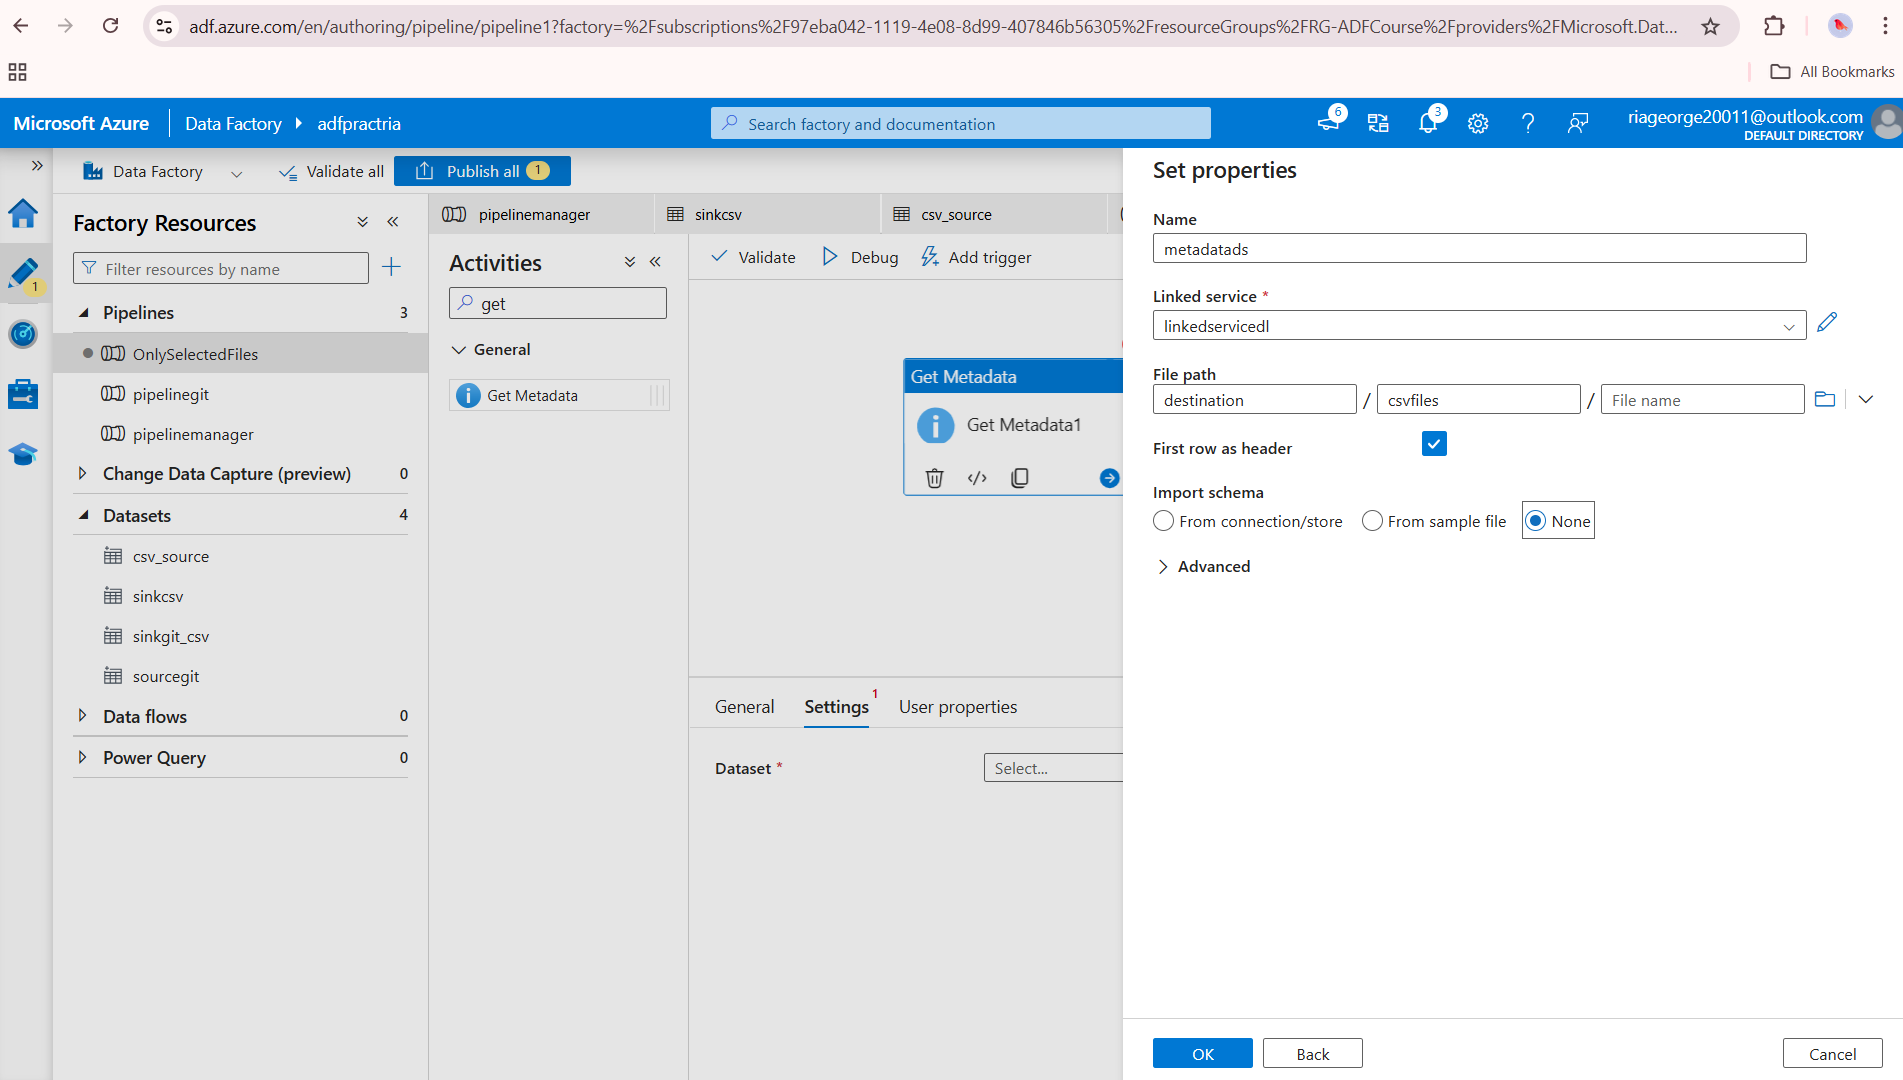 adf.azure.com/en/authoring/pipeline/pipeline1?factory=%2Fsubscriptions%2F97eba042-1119-4e08-8d99-407846b56305%2FresourceGroups%2FRG-ADFCourse%2Fproviders%2FMicrosoft.Dat...
All Bookmarks
Microsoft Azure
Data Factory
adfpractria
Search factory and documentation
6
3
riageorge20011@outlook.com
DEFAULT DIRECTORY
Data Factory
Validate all
Publish all 1
1
Factory Resources
Filter resources by name
Pipelines 3
OnlySelectedFiles
pipelinegit
pipelinemanager
Change Data Capture (preview) 0
Datasets 4
csv_source
sinkcsv
sinkgit_csv
sourcegit
Data flows 0
Power Query 0
pipelinemanager
sinkcsv
csv_source
Activities
get
General
Get Metadata
Validate
Debug
Add trigger
Get Metadata
Get Metadata1
General
Settings 1
User properties
Dataset *
Select...
Set properties
Name
metadatads
Linked service *
linkedservicedl
File path
destination / csvfiles / File name
First row as header
Import schema
From connection/store From sample file None
Advanced
OK
Back
Cancel